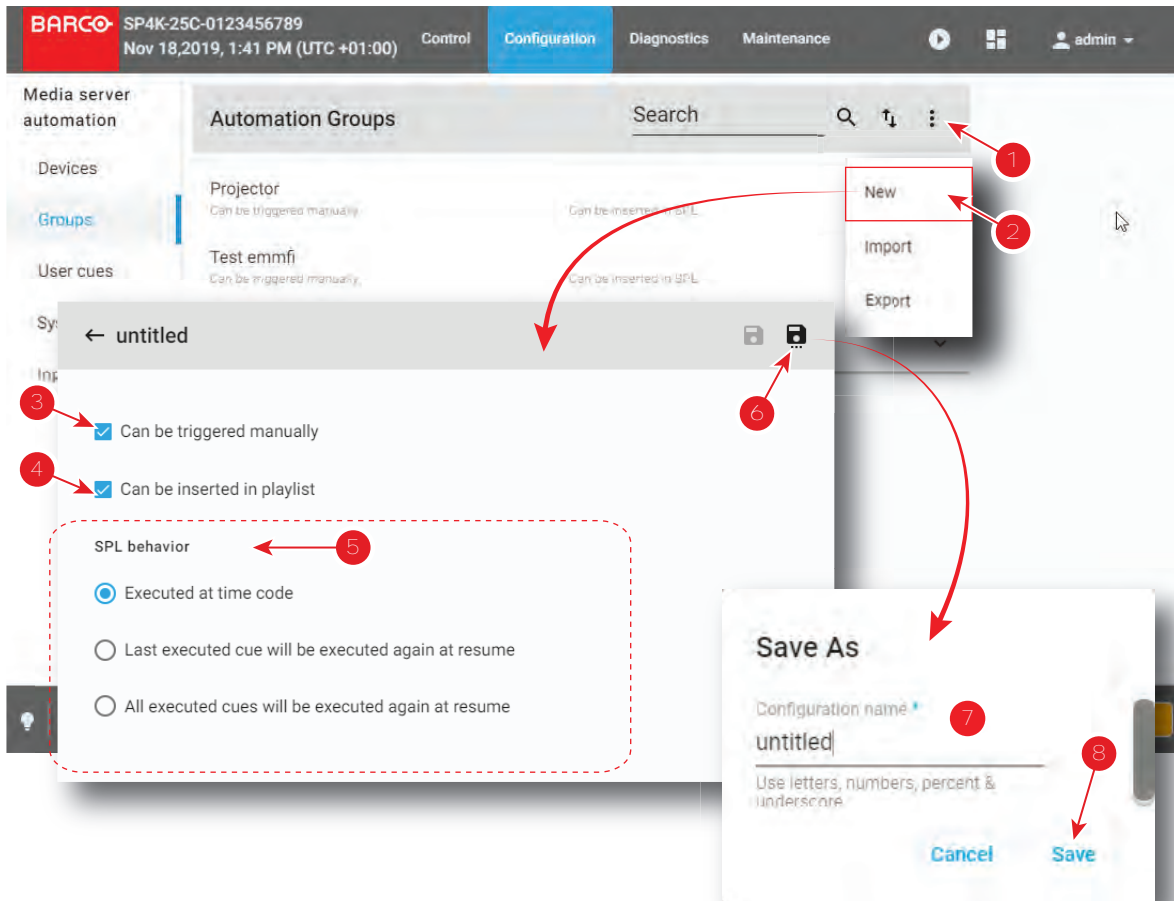 BARCO SP4K-25C-0123456789
Nov 18,2019, 1:41 PM (UTC +01:00)
Control Configuration Diagnostics Maintenance admin
Media server
automation
Automation Groups Search
1
Devices
Groups
User cues
Sy
Inp
Projector
Can be triggered manually. Can be inserted in SPL
Test emmfi
Can be triggered manually. Can be inserted in SPL
New
2
Import
Export
← untitled
6
3
Can be triggered manually
4
Can be inserted in playlist
SPL behavior
5
Executed at time code
Last executed cue will be executed again at resume
All executed cues will be executed again at resume
Save As
Configuration name *
7
untitled
Use letters, numbers, percent &
underscore
8
Cancel Save